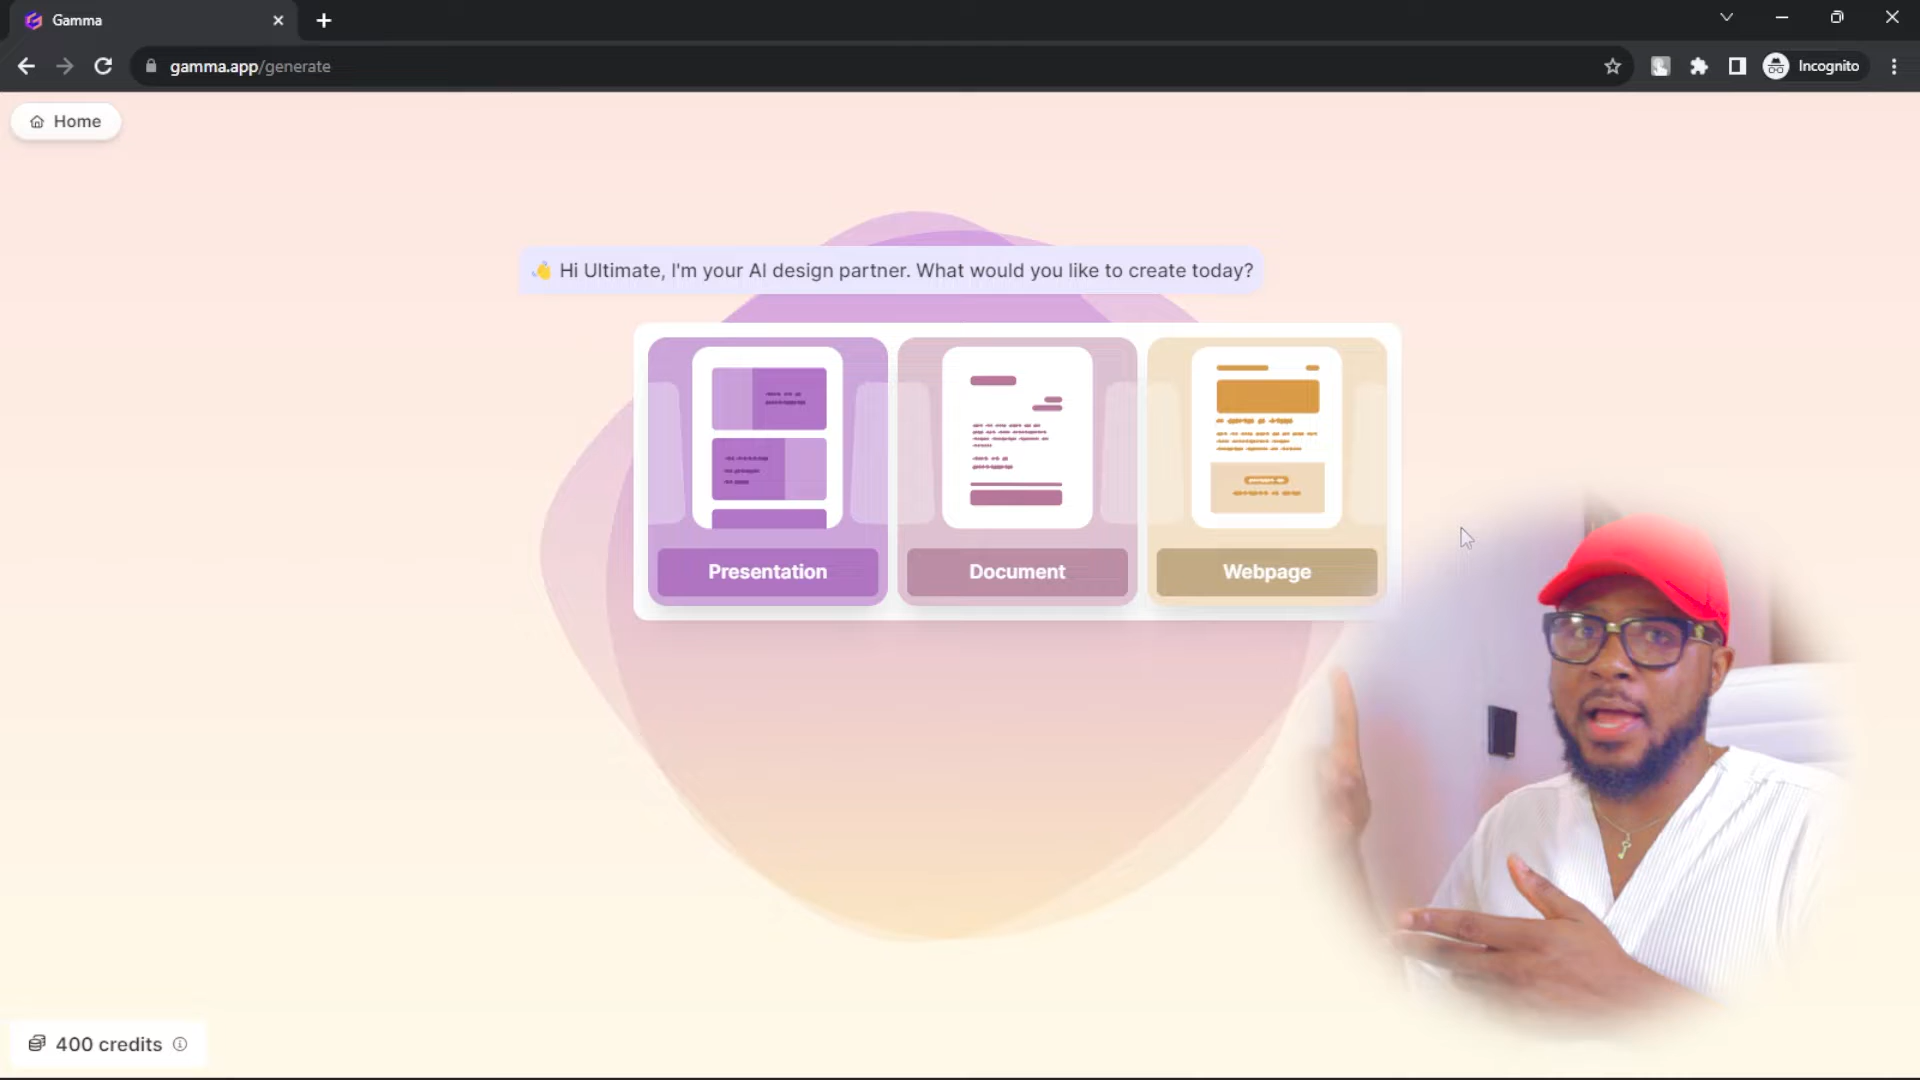 Gamma
gamma.app/generate
Incognito
Home
👋 Hi Ultimate, I'm your AI design partner. What would you like to create today?
Presentation
Document
Webpage
400 credits